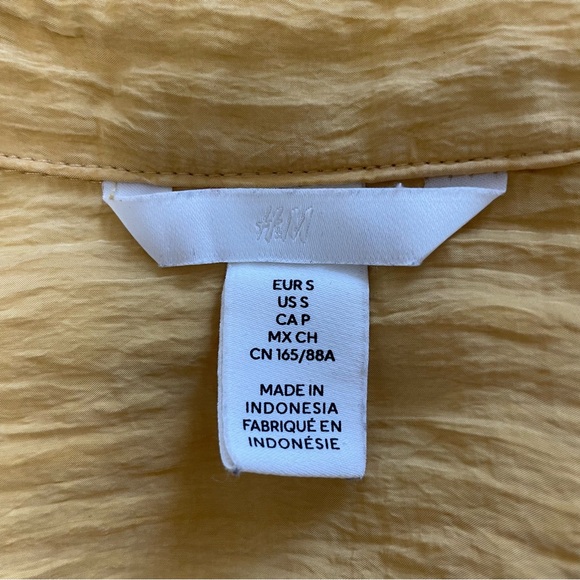 H&M
EUR S
US S
CA P
MX CH
CN 165/88A
MADE IN
INDONESIA
FABRIQUÉ EN
INDONÉSIE